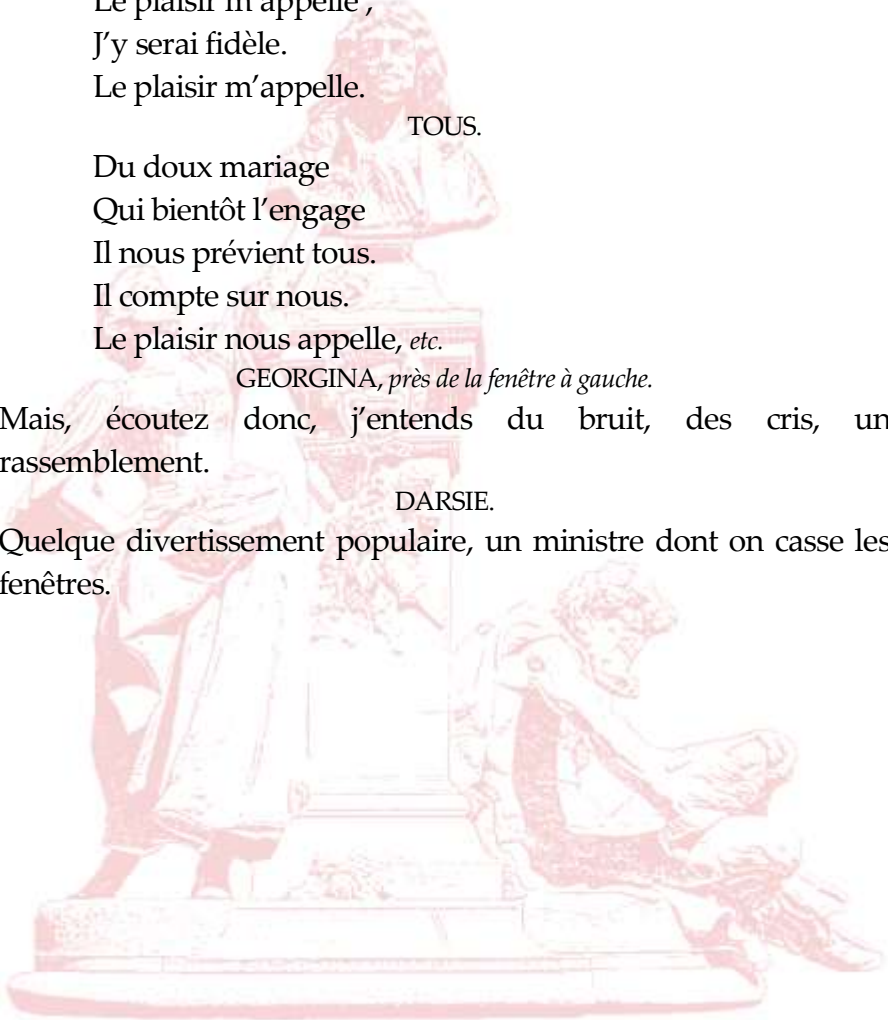 Le plaisir m'appelle ,
J'y serai fidèle.
Le plaisir m'appelle.
TOUS.
Du doux mariage
Qui bientôt l'engage
Il nous prévient tous.
Il compte sur nous.
Le plaisir nous appelle, etc.
GEORGINA, près de la fenêtre à gauche.
Mais, écoutez donc, j'entends du bruit, des cris, un
rassemblement.
DARSIE.
Quelque divertissement populaire, un ministre dont on casse les
fenêtres.